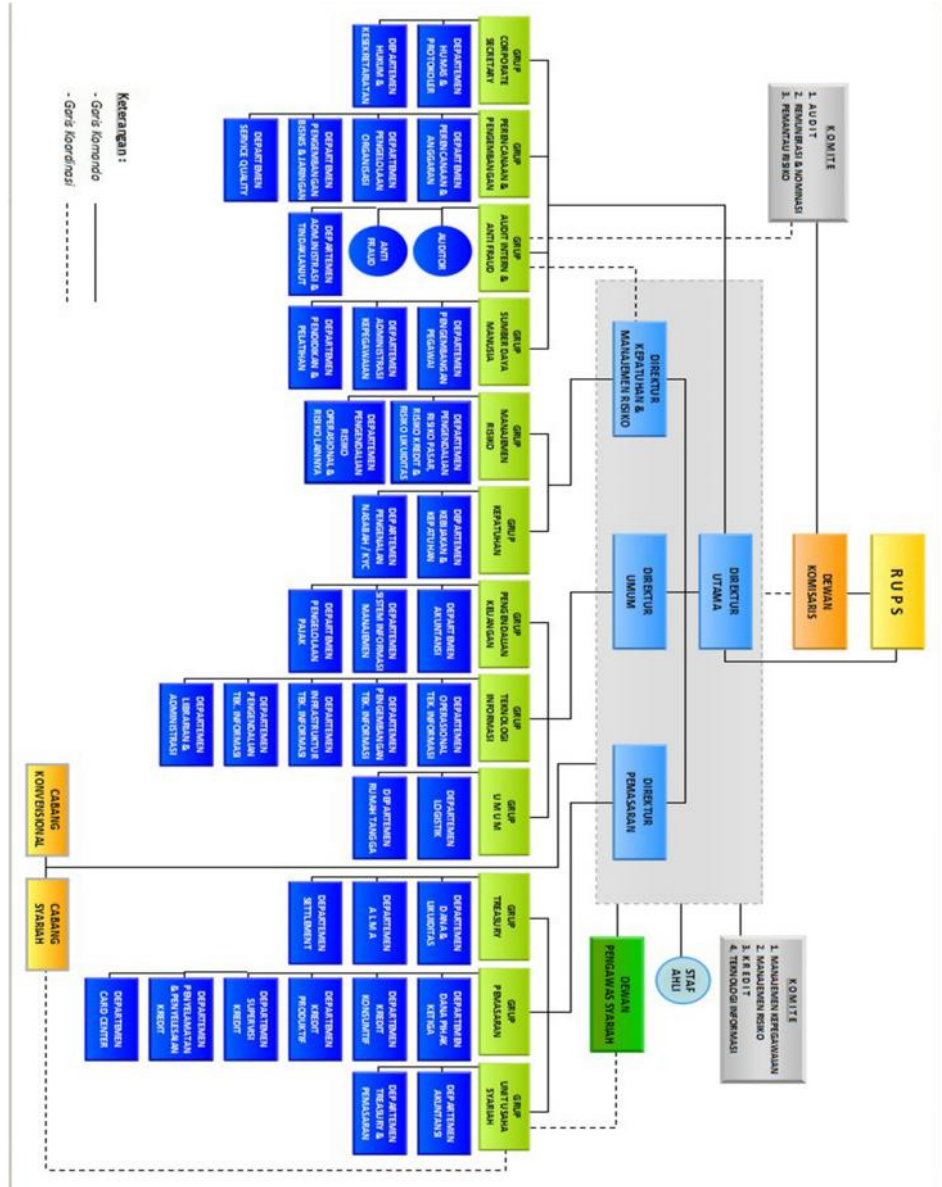 RUPS
KOMITE
1. AUDIT
2. REMUNERASI & NOMINASI
3. PEMANTAU RISIKO
DEWAN
KOMISARIS
KOMITE
1. MANAJEMEN KEPEGAWAIAN
2. MANAJEMEN RISIKO
3. KREDIT
4. TEKNOLOGI INFORMASI
DIREKTUR
UTAMA
STAF
AHLI
DIREKTUR
KEPATUHAN &
MANAJEMEN RISIKO
DIREKTUR
UMUM
DIREKTUR
PEMASARAN
DEWAN
PENGAWAS SYARIAH
GRUP
CORPORATE
SECRETARY
DEPARTEMEN
HUMAS &
PROTOKOLER
DEPARTEMEN
HUKUM &
KESEKRETARIATAN
GRUP
PERENCANAAN &
PENGEMBANGAN
DEPARTEMEN
PERENCANAAN &
ANGGARAN
DEPARTEMEN
PENGELOLAAN
ORGANISASI
DEPARTEMEN
PENGEMBANGAN
BISNIS & JARINGAN
DEPARTEMEN
SERVICE QUALITY
GRUP
AUDIT INTERN &
ANTI FRAUD
AUDITOR
ANTI
FRAUD
DEPARTEMEN
ADMINISTRASI &
TINDAKLANJUT
GRUP
SUMBER DAYA
MANUSIA
DEPARTEMEN
PENGEMBANGAN
PEGAWAI
DEPARTEMEN
ADMINISTRASI
KEPEGAWAIAN
DEPARTEMEN
PENDIDIKAN &
PELATIHAN
GRUP
MANAJEMEN
RISIKO
DEPARTEMEN
PENGENDALIAN
RISIKO PASAR,
RISIKO KREDIT &
RISIKO LIKUIDITAS
DEPARTEMEN
PENGENDALIAN
RISIKO
OPERASIONAL &
RISIKO LAINNYA
GRUP
KEPATUHAN
DEPARTEMEN
KEBIJAKAN &
KEPATUHAN
DEPARTEMEN
PENGENALAN
NASABAH / KYC
GRUP
PENGENDALIAN
KEUANGAN
DEPARTEMEN
AKUNTANSI
DEPARTEMEN
SISTEM INFORMASI
MANAJEMEN
DEPARTEMEN
PENGELOLAAN
PAJAK
GRUP
TEKNOLOGI
INFORMASI
DEPARTEMEN
OPERASIONAL
TEK. INFORMASI
DEPARTEMEN
PENGEMBANGAN
TEK. INFORMASI
DEPARTEMEN
INFRASTRUKTUR
TEK. INFORMASI
DEPARTEMEN
PENGENDALIAN
TEK. INFORMASI
DEPARTEMEN
LIBRARIAN &
ADMINISTRASI
GRUP
UMUM
DEPARTEMEN
LOGISTIK
DEPARTEMEN
RUMAH TANGGA
GRUP
TREASURY
DEPARTEMEN
DANA &
LIKUIDITAS
DEPARTEMEN
ALMA
DEPARTEMEN
SETTLEMENT
GRUP
PEMASARAN
DEPARTEMEN
DANA PIHAK
KETIGA
DEPARTEMEN
KREDIT
KONSUMTIF
DEPARTEMEN
KREDIT
PRODUKTIF
DEPARTEMEN
SUPERVISI
KREDIT
DEPARTEMEN
PENYELAMATAN
& PENYELESAIAN
KREDIT
DEPARTEMEN
CARD CENTER
GRUP
UNIT USAHA
SYARIAH
DEPARTEMEN
AKUNTANSI
DEPARTEMEN
TREASURY &
PEMASARAN
Keterangan :
- Garis Komando
- Garis Koordinasi
CABANG
KONVENSIONAL
CABANG
SYARIAH